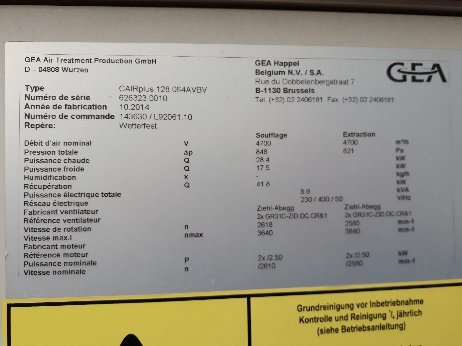 GEA Air Treatment Production GmbH
D - 04808 Wurzen
GEA Happel
Belgium N.V. / S.A.
Rue du Dobbelenbergstraat 7
B-1130 Brussels
Tel (+32) 02 2406161 Fax (+32) 02 2406161
GEA
Type CAIRplus 128.064AVBV
Numéro de série 626323.0010
Année de fabrication 10.2014
Numéro de commande 143630 / L92061.10
Repère: Wetterfest
Soufflage Extraction
Débit d'air nominal V 4700 4700 m³/h
Pression totale Δp 848 821 Pa
Puissance chaude Q 28.4 kW
Puissance froide Q 17.5 kW
Humidification x - kg/h
Récupération Q 41.8 kW
Puissance électrique totale 8.9 kVA
Réseau électrique 230 / 400 / 50 V/Hz
Fabricant ventilateur Ziehl-Abegg Ziehl-Abegg
Référence ventilateur 2x GR31C-ZID.DC.CR&1 2x GR31C-ZID.DC.CR&1
Vitesse de rotation n 2618 2585 min-1
Vitesse max.l nmax 3640 3640 min-1
Fabricant moteur
Référence moteur
Puissance nominale p 2x /2.50 2x /2.50 kW
Vitesse nominale n /2610 /2580 min-1
Grundreinigung vor Inbetriebnahme
Kontrolle und Reinigung ¹/₂ jährlich
(siehe Betriebsanleitung)